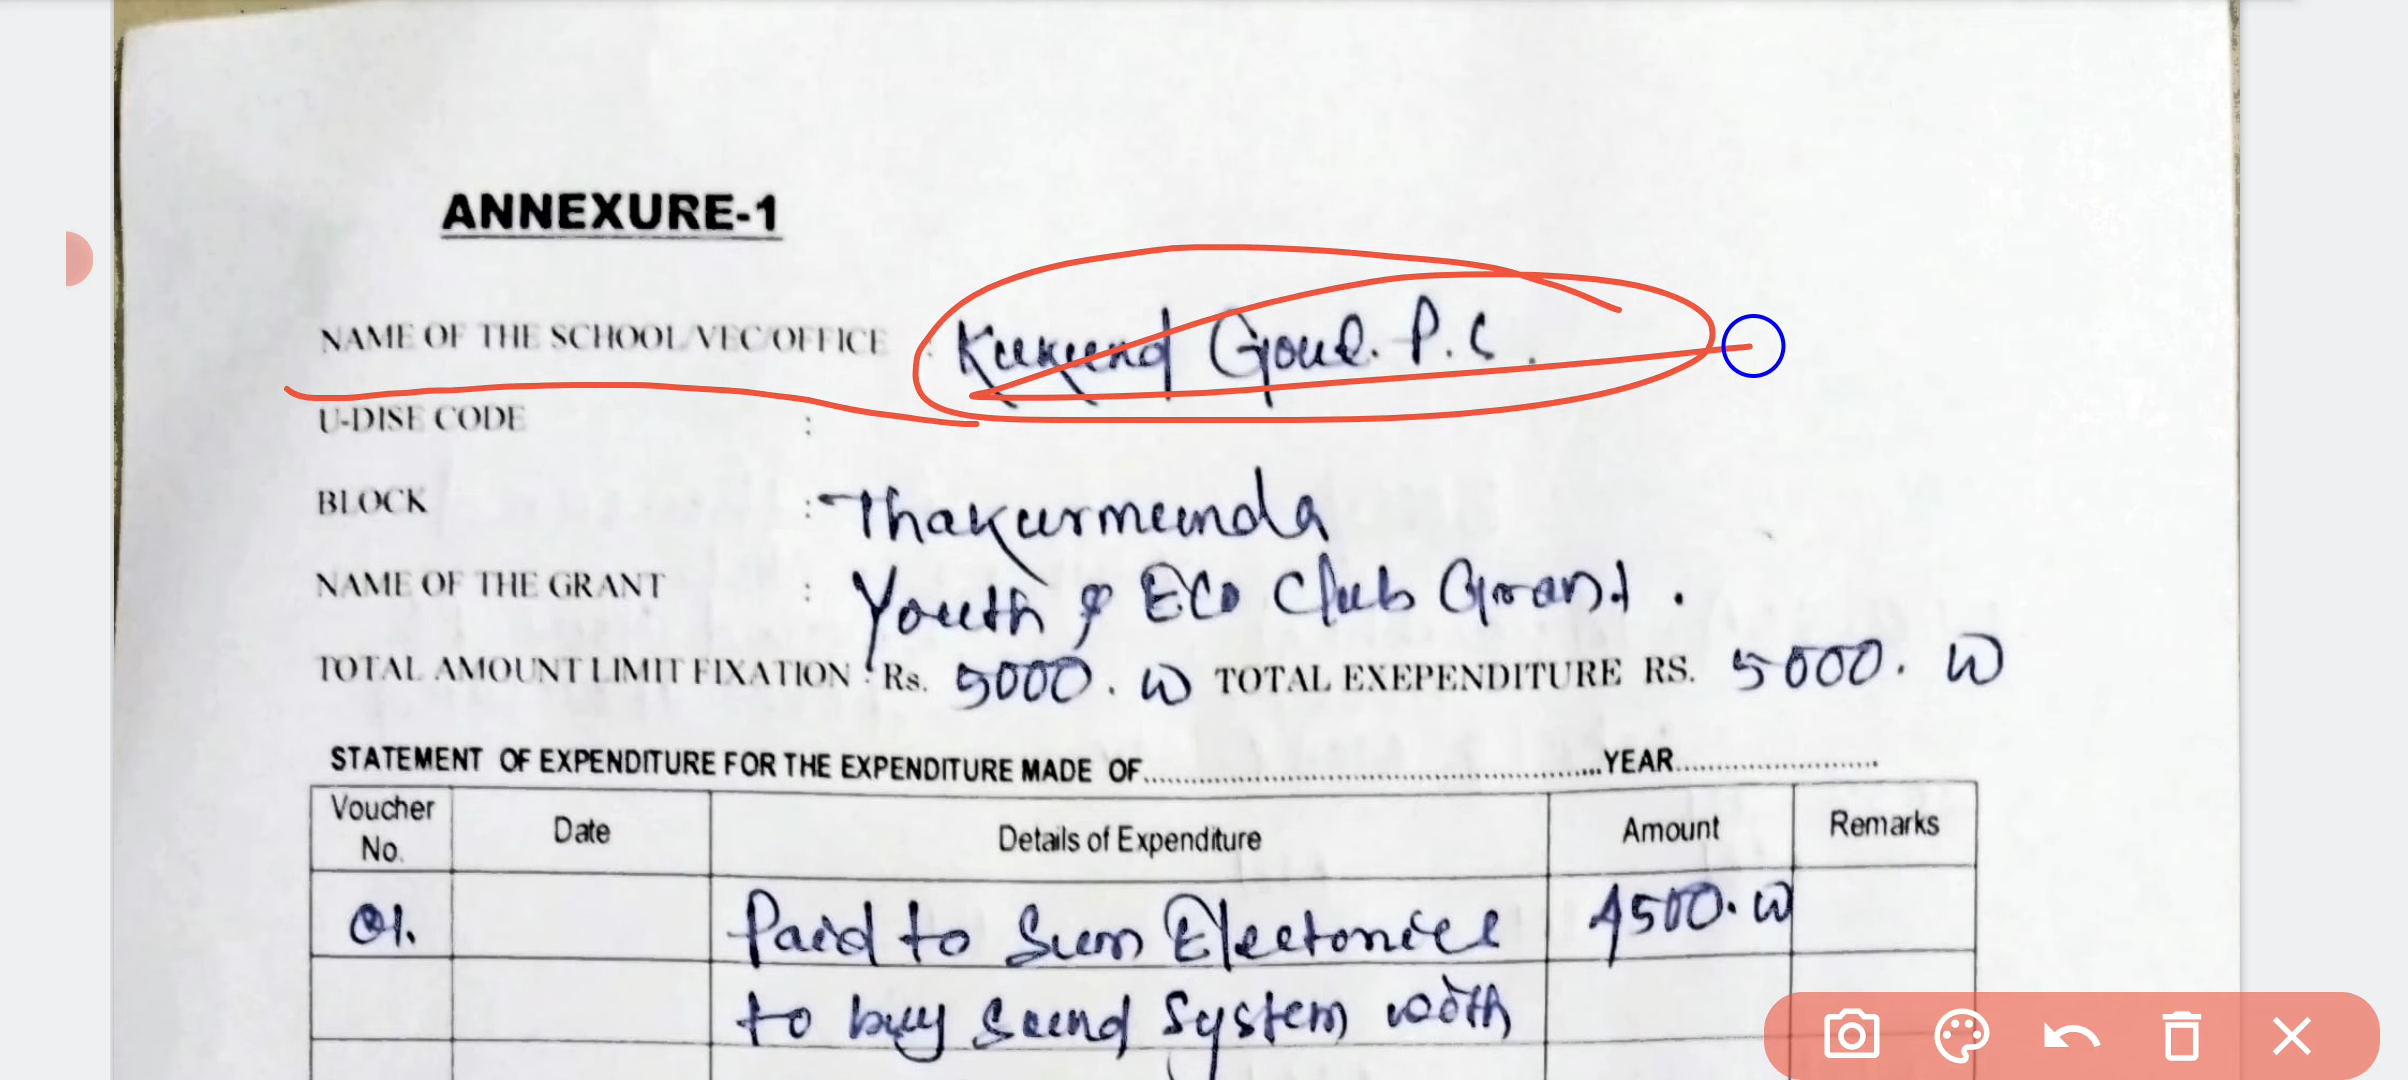 ANNEXURE-1
NAME OF THE SCHOOL/VEC/OFFICE : P.S.
U-DISE CODE :
BLOCK : Thakurmunda
NAME OF THE GRANT : Youth & Eco Club Grant.
TOTAL AMOUNT LIMIT FIXATION : Rs. 5000.00 TOTAL EXEPENDITURE RS. 5000.00
STATEMENT OF EXPENDITURE FOR THE EXPENDITURE MADE OF........................YEAR........................
Voucher No. Date Details of Expenditure Amount Remarks
01. Paid to Sun Electonics 4500.00
to buy Sound System with